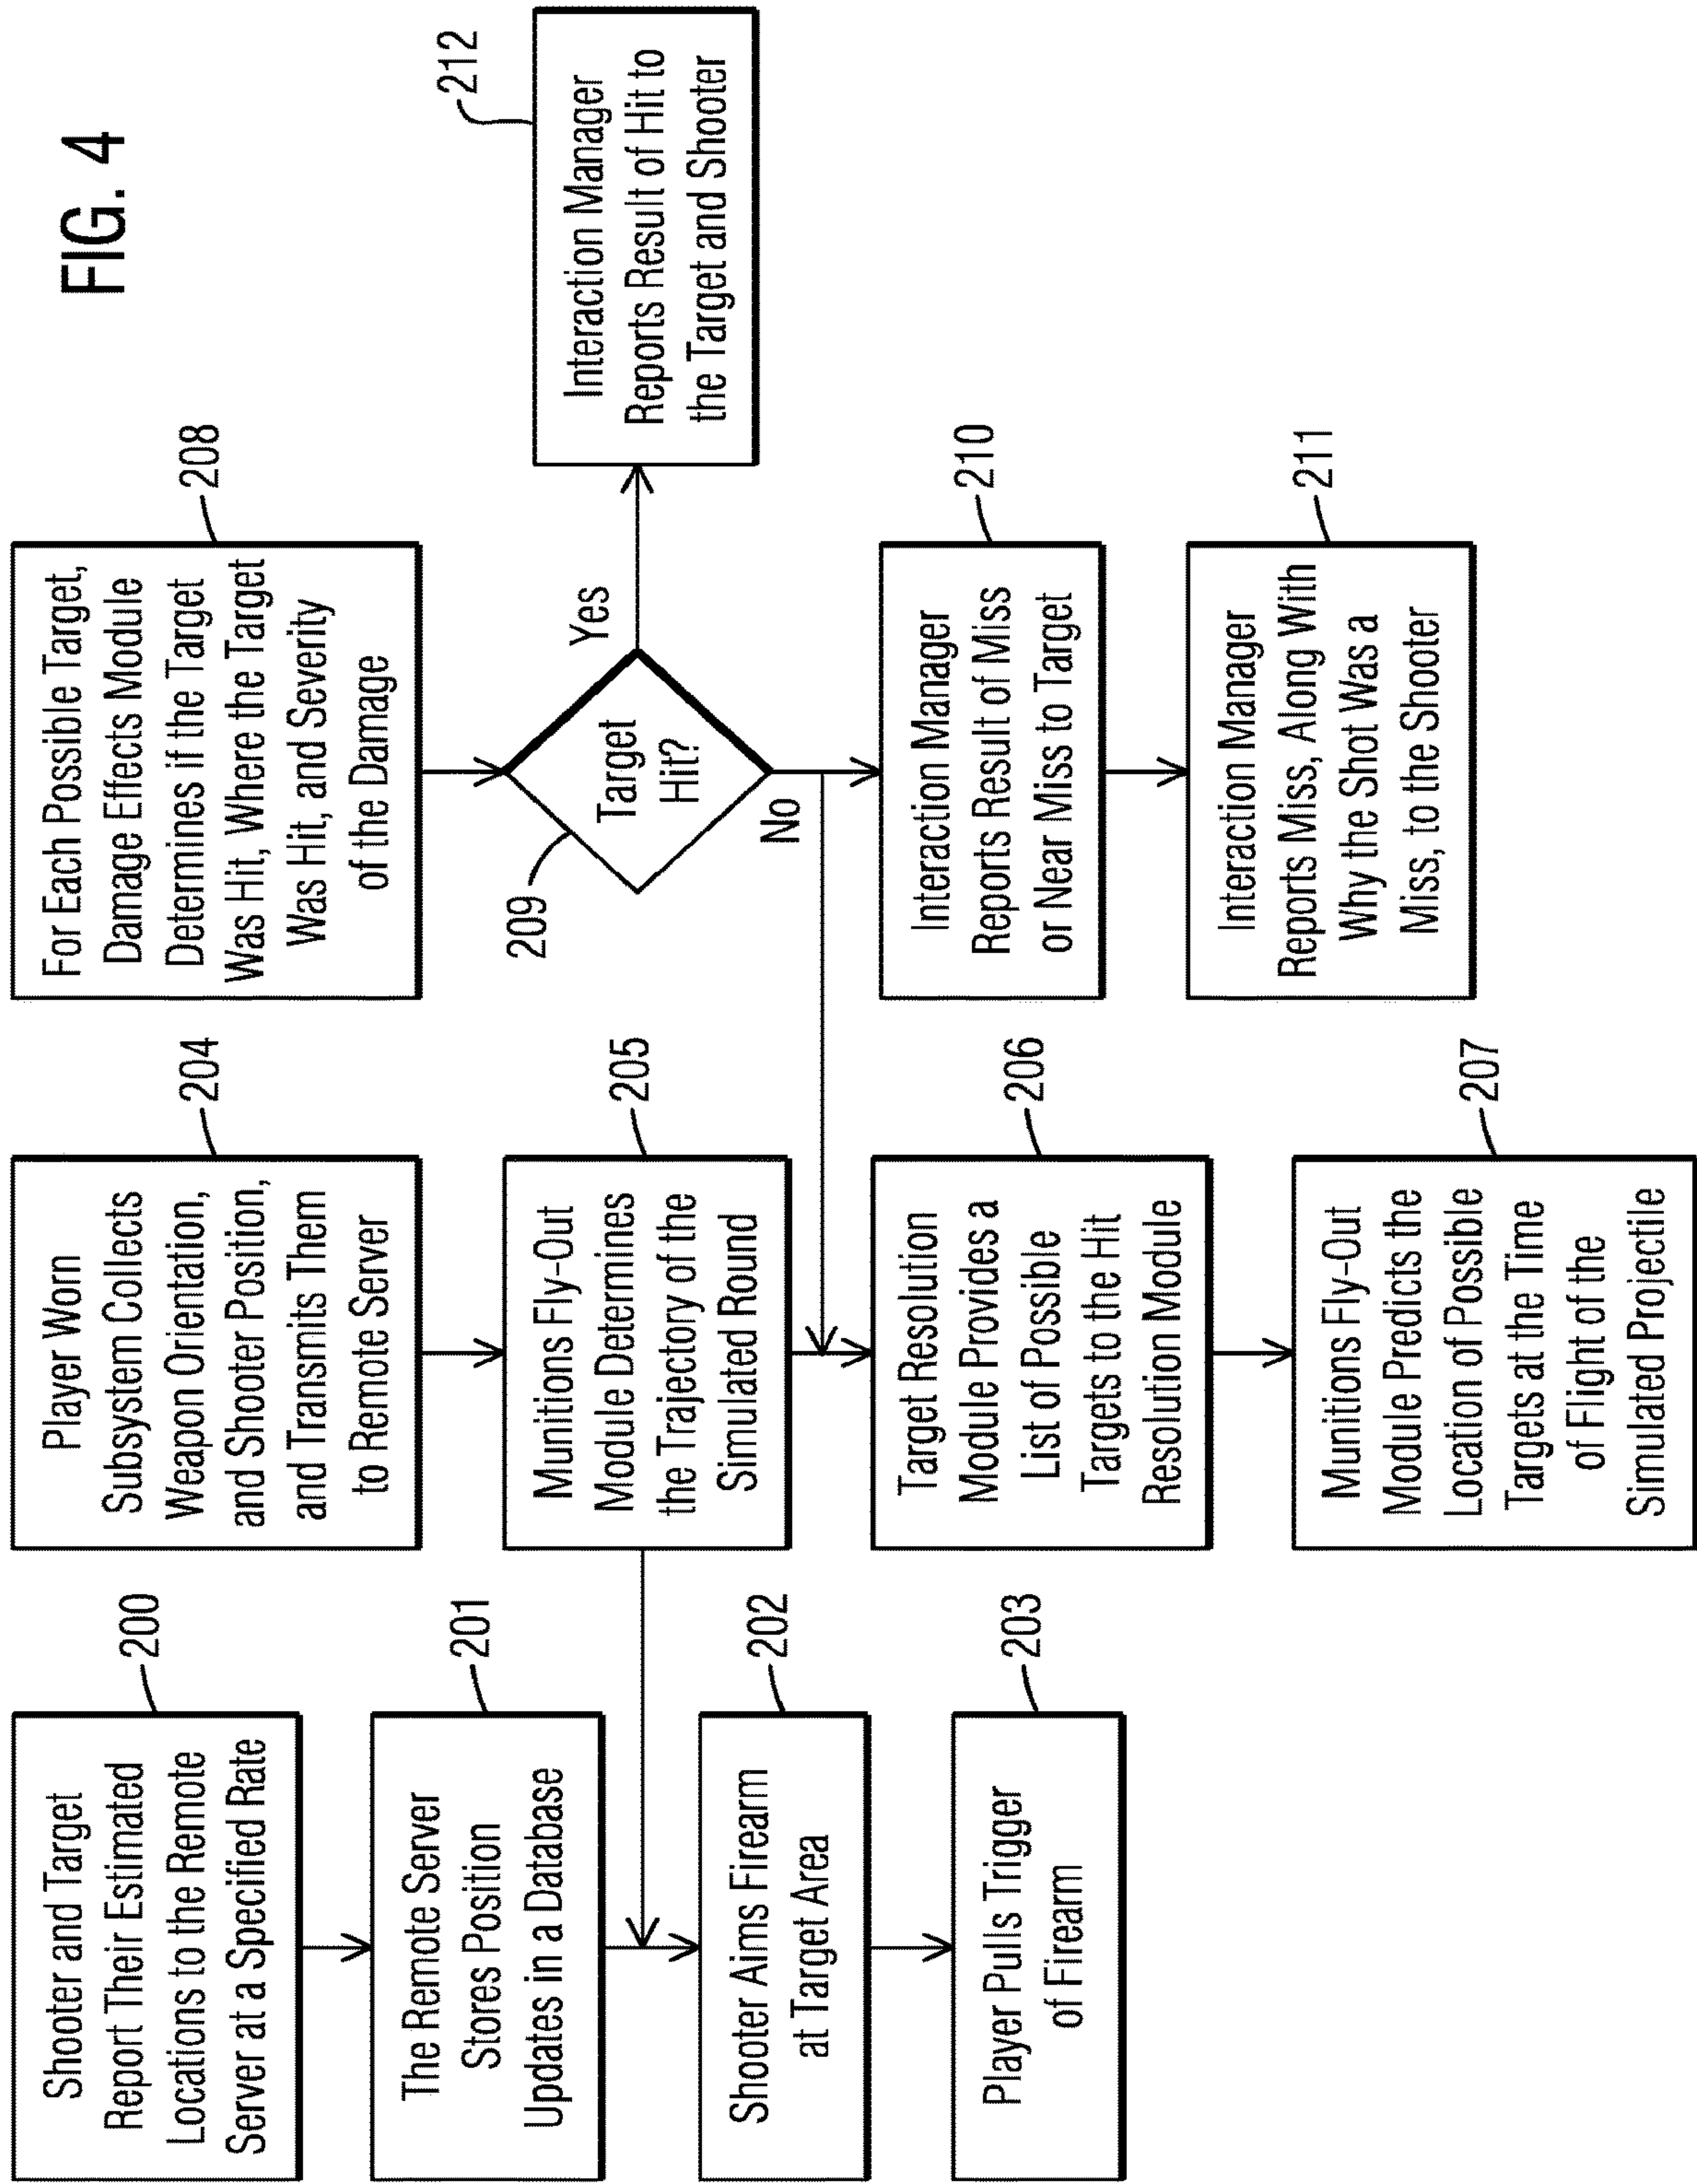 FIG. 4
200
Shooter and Target
Report Their Estimated
Locations to the Remote
Server at a Specified Rate
201
The Remote Server
Stores Position
Updates in a Database
202
Shooter Aims Firearm
at Target Area
203
Player Pulls Trigger
of Firearm
204
Player Worn
Subsystem Collects
Weapon Orientation,
and Shooter Position,
and Transmits Them
to Remote Server
205
Munitions Fly-Out
Module Determines
the Trajectory of the
Simulated Round
206
Target Resolution
Module Provides a
List of Possible
Targets to the Hit
Resolution Module
207
Munitions Fly-Out
Module Predicts the
Location of Possible
Targets at the Time
of Flight of the
Simulated Projectile
208
For Each Possible Target,
Damage Effects Module
Determines if the Target
Was Hit, Where the Target
Was Hit, and Severity
of the Damage
209
Target
Hit?
Yes
No
210
Interaction Manager
Reports Result of Miss
or Near Miss to Target
211
Interaction Manager
Reports Miss, Along With
Why the Shot Was a
Miss, to the Shooter
212
Interaction Manager
Reports Result of Hit to
the Target and Shooter